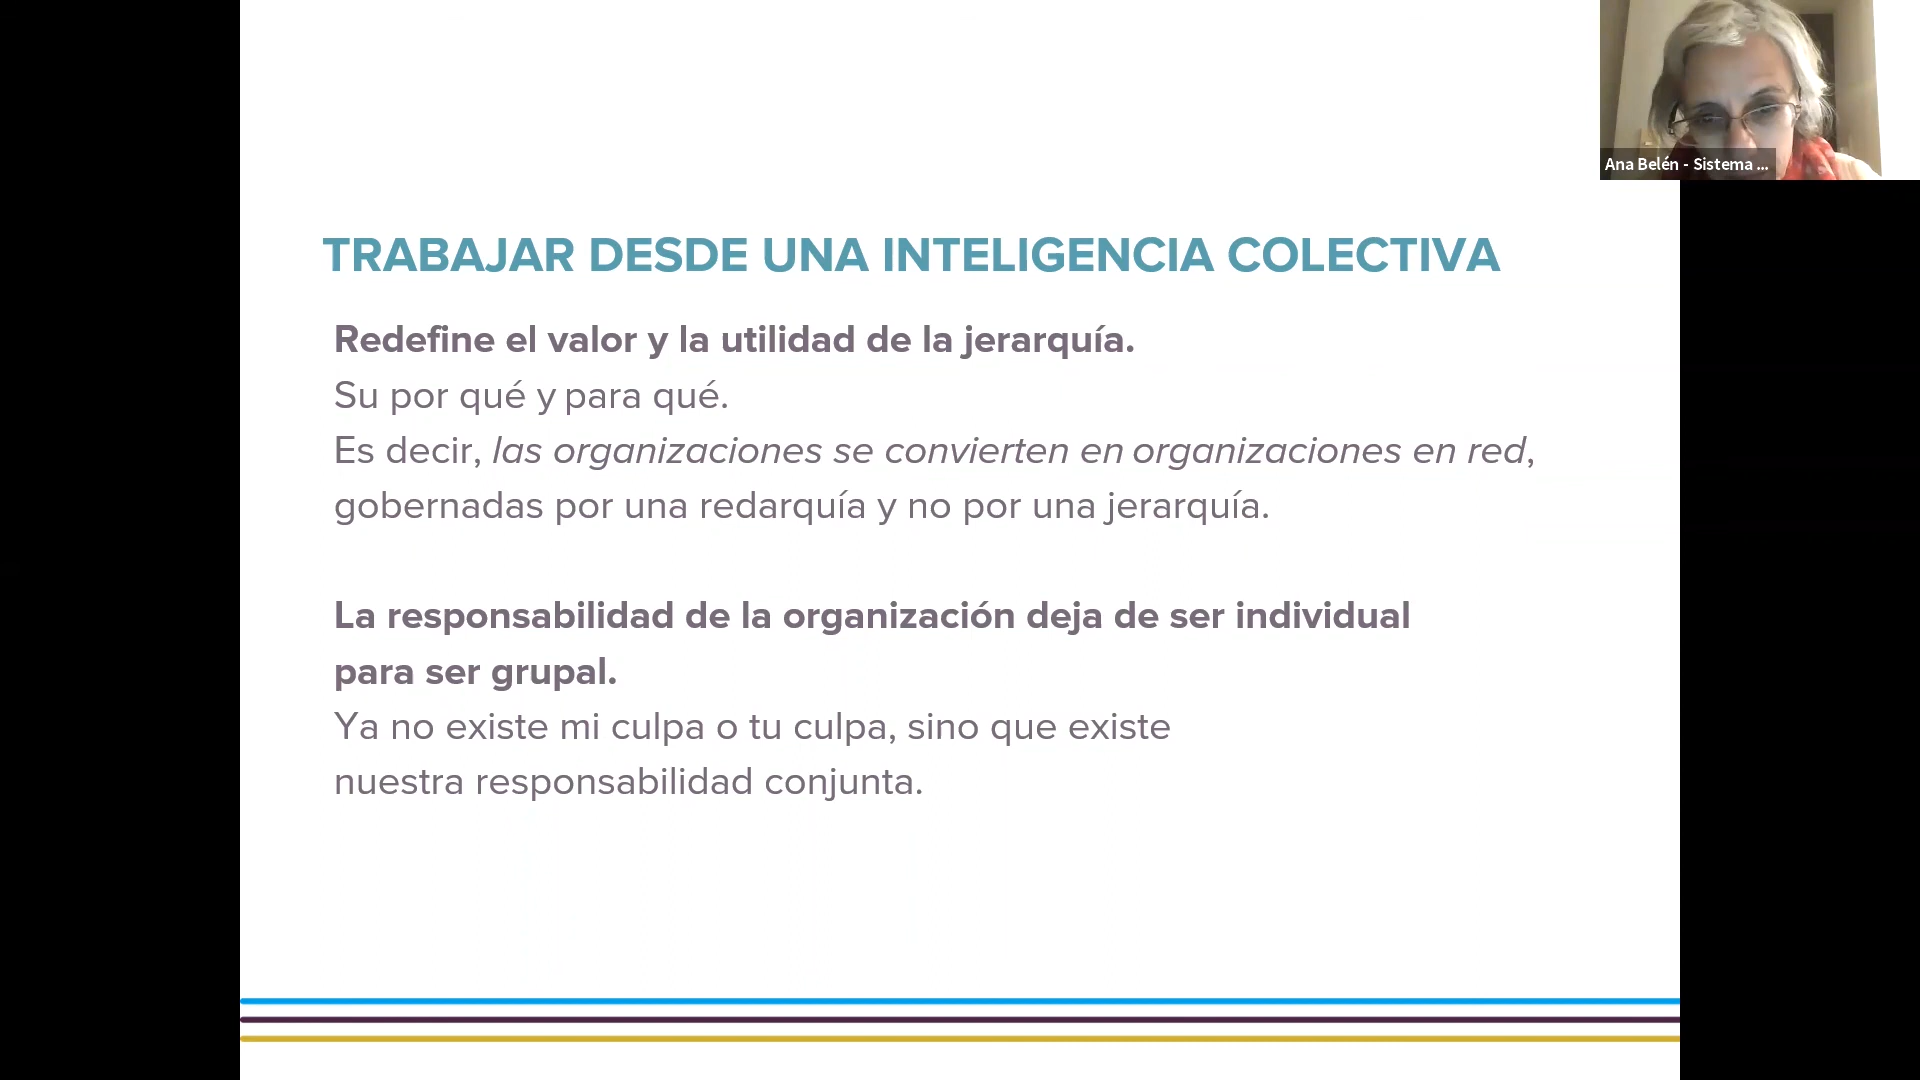 Ana Belén - Sistema ...
TRABAJAR DESDE UNA INTELIGENCIA COLECTIVA
Redefine el valor y la utilidad de la jerarquía.
Su por qué y para qué.
Es decir, las organizaciones se convierten en organizaciones en red,
gobernadas por una redarquía y no por una jerarquía.
La responsabilidad de la organización deja de ser individual
para ser grupal.
Ya no existe mi culpa o tu culpa, sino que existe
nuestra responsabilidad conjunta.